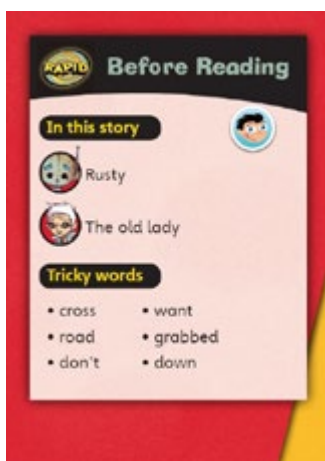 RAPID
Before Reading
In this story
Rusty
The old lady
Tricky words
• cross • want
• road • grabbed
• don't • down